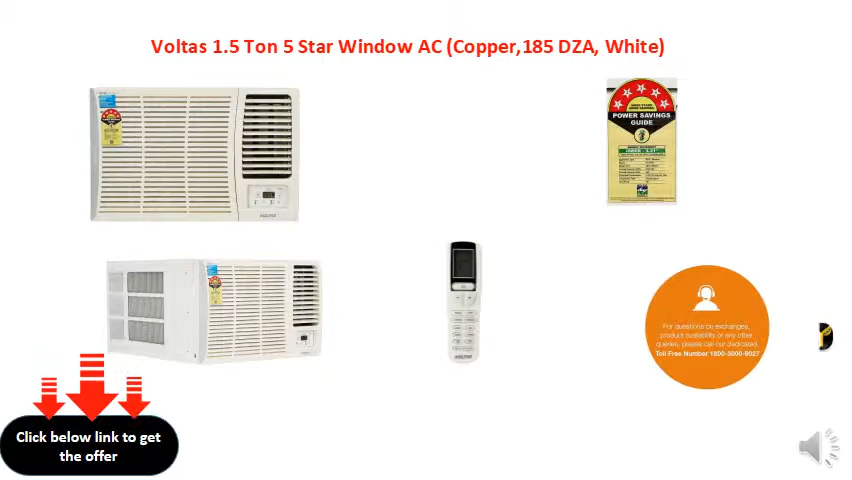 Voltas 1.5 Ton 5 Star Window AC (Copper,185 DZA, White)
POWER SAVINGS
GUIDE
VOLTAS
For questions on exchanges,
product availability or any other
queries, please call our dedicated
Toll Free Number 1800-3000-9027
Click below link to get
the offer